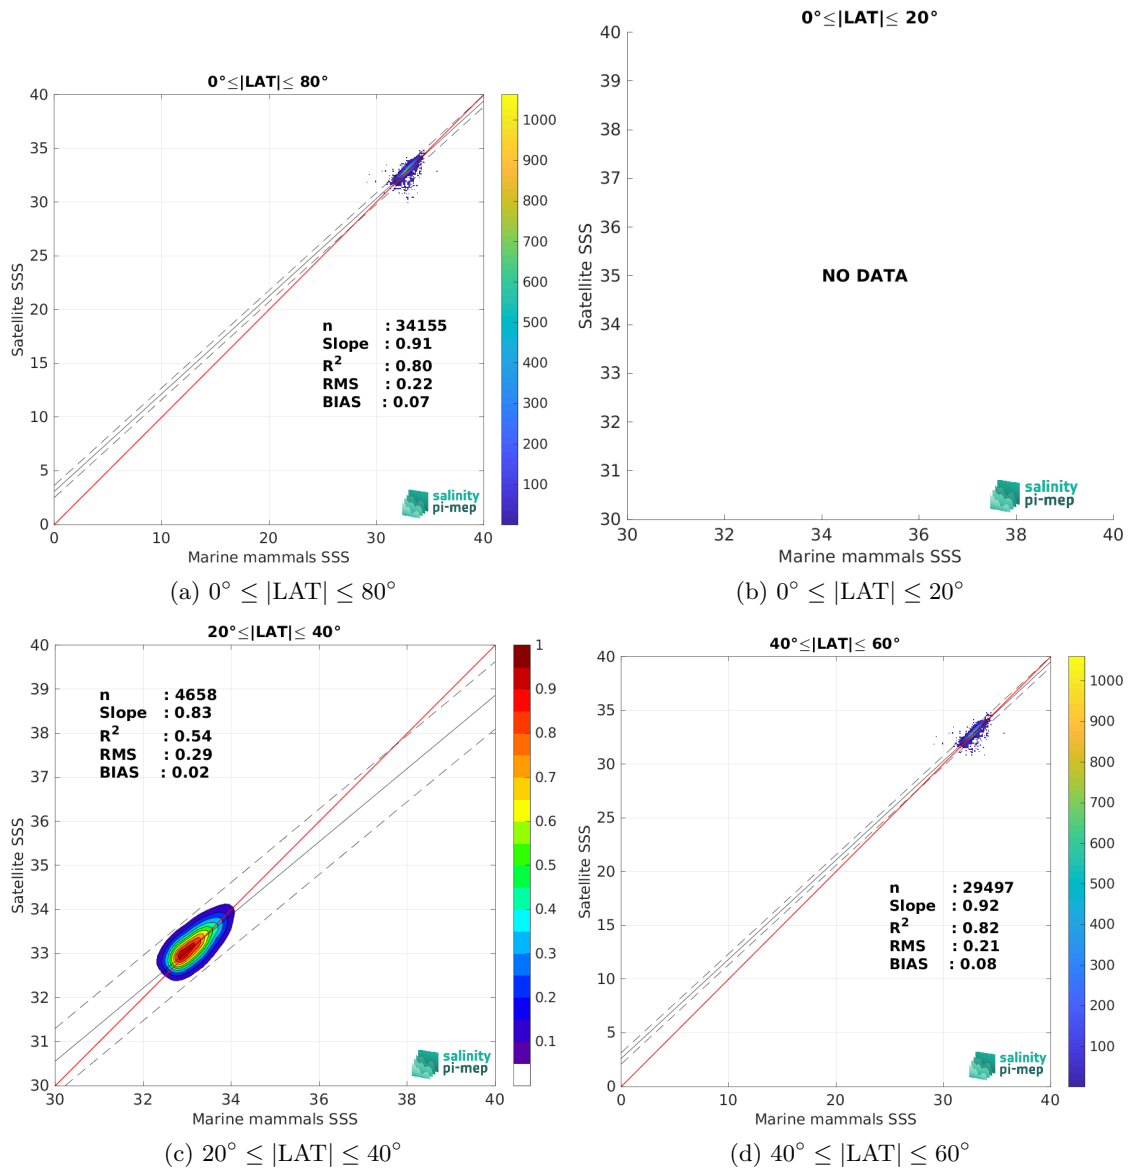 0°≤|LAT|≤ 80°
40
35
30
25
20
15
10
5
0
0
10
20
30
40
Satellite SSS
Marine mammals SSS
n : 34155
Slope : 0.91
R² : 0.80
RMS : 0.22
BIAS : 0.07
salinity
pi-mep
1000
900
800
700
600
500
400
300
200
100
(a) 0° ≤ |LAT| ≤ 80°
0°≤|LAT|≤ 20°
40
39
38
37
36
35
34
33
32
31
30
30
32
34
36
38
40
Satellite SSS
Marine mammals SSS
NO DATA
salinity
pi-mep
(b) 0° ≤ |LAT| ≤ 20°
20°≤|LAT|≤ 40°
40
39
38
37
36
35
34
33
32
31
30
30
32
34
36
38
40
Satellite SSS
Marine mammals SSS
n : 4658
Slope : 0.83
R² : 0.54
RMS : 0.29
BIAS : 0.02
salinity
pi-mep
1
0.9
0.8
0.7
0.6
0.5
0.4
0.3
0.2
0.1
(c) 20° ≤ |LAT| ≤ 40°
40°≤|LAT|≤ 60°
40
35
30
25
20
15
10
5
0
0
10
20
30
40
Satellite SSS
Marine mammals SSS
n : 29497
Slope : 0.92
R² : 0.82
RMS : 0.21
BIAS : 0.08
salinity
pi-mep
1000
900
800
700
600
500
400
300
200
100
(d) 40° ≤ |LAT| ≤ 60°